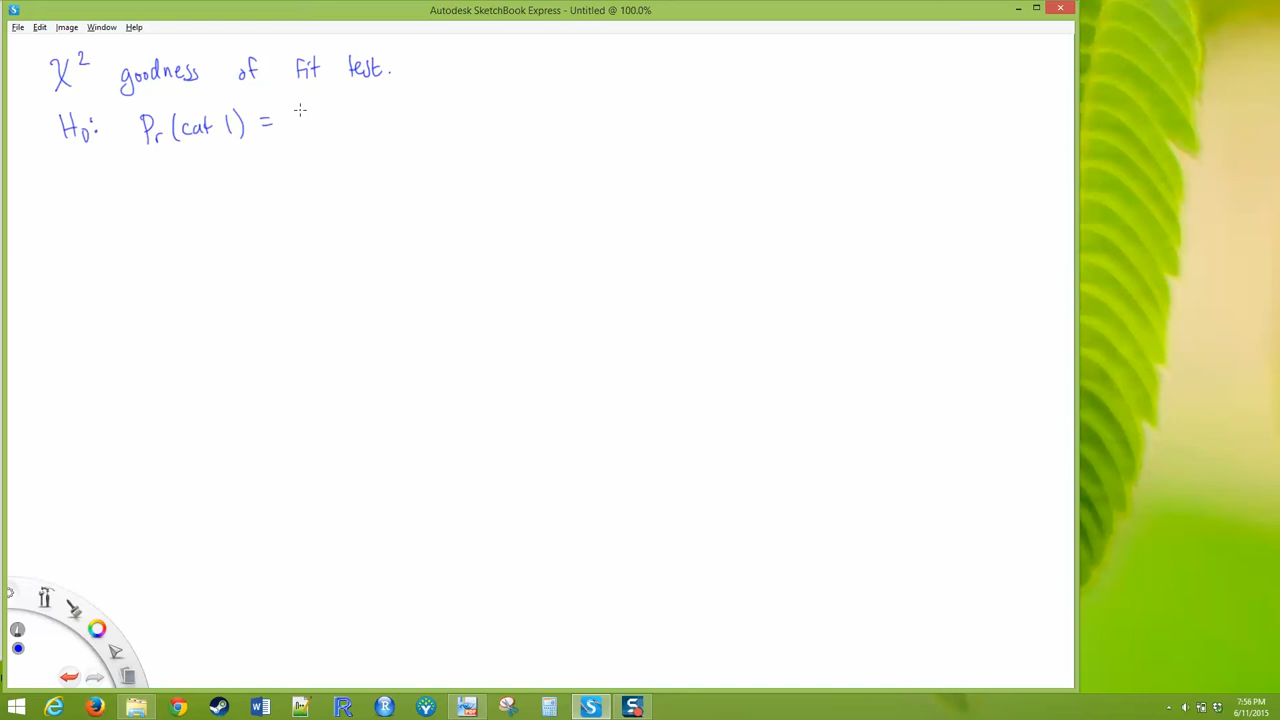 Autodesk SketchBook Express - Untitled @ 100.0%
File Edit Image Window Help
χ² goodness of fit test.
H₀: Pr(cat 1) =
7:56 PM
6/11/2015